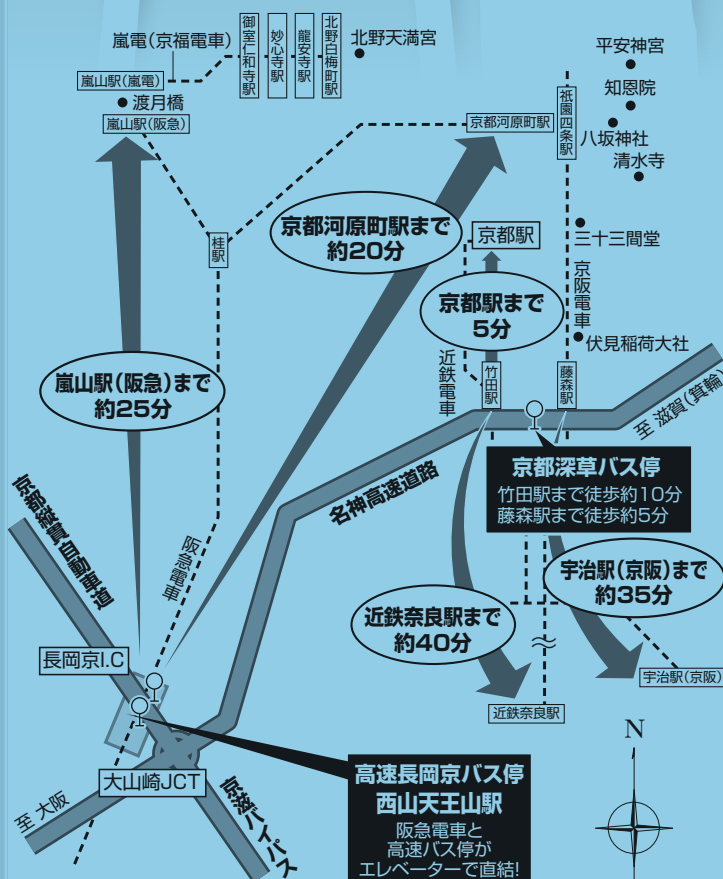 嵐電(京福電車)
御室仁和寺駅
妙心寺駅
龍安寺駅
北野白梅町駅
北野天満宮
嵐山駅(嵐電)
渡月橋
嵐山駅(阪急)
京都河原町駅
祇園四条駅
平安神宮
知恩院
八坂神社
清水寺
桂駅
京都河原町駅まで
約20分
京都駅
三十三間堂
京阪電車
京都駅まで
5分
伏見稲荷大社
近鉄電車
竹田駅
藤森駅
嵐山駅(阪急)まで
約25分
至 滋賀(箕輪)
京都深草バス停
竹田駅まで徒歩約10分
藤森駅まで徒歩約5分
名神高速道路
京都縦貫自動車道
阪急電車
宇治駅(京阪)まで
約35分
近鉄奈良駅まで
約40分
長岡京I.C
宇治駅(京阪)
近鉄奈良駅
大山崎JCT
至 大阪
京滋バイパス
高速長岡京バス停
西山天王山駅
阪急電車と
高速バス停が
エレベーターで直結!
N